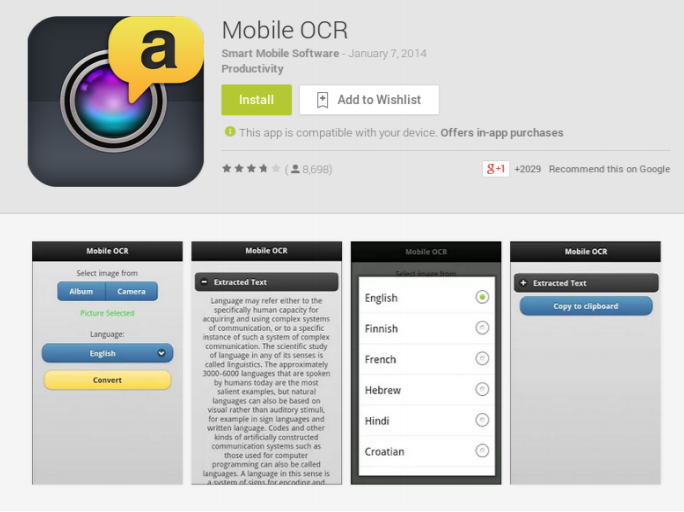 a
Mobile OCR
Smart Mobile Software - January 7, 2014
Productivity
Install
Add to Wishlist
This app is compatible with your device. Offers in-app purchases
(8,698)
g+1 +2029 Recommend this on Google
Mobile OCR
Select image from
Album Camera
Picture Selected
Language:
English
Convert
Mobile OCR
Extracted Text
Language may refer either to the
specifically human capacity for
acquiring and using complex systems
of communication, or to a specific
instance of such a system of complex
communication. The scientific study
of language in any of its senses is
called linguistics. The approximately
3000–6000 languages that are spoken
by humans today are the most
salient examples, but natural
languages can also be based on
visual rather than auditory stimuli,
for example in sign languages and
written language. Codes and other
kinds of artificially constructed
communication systems such as
those used for computer
programming can also be called
languages. A language in this sense is
a system of signs for encoding and
Mobile OCR
Select image from
English
Finnish
French
Hebrew
Hindi
Croatian
Mobile OCR
Extracted Text
Copy to clipboard